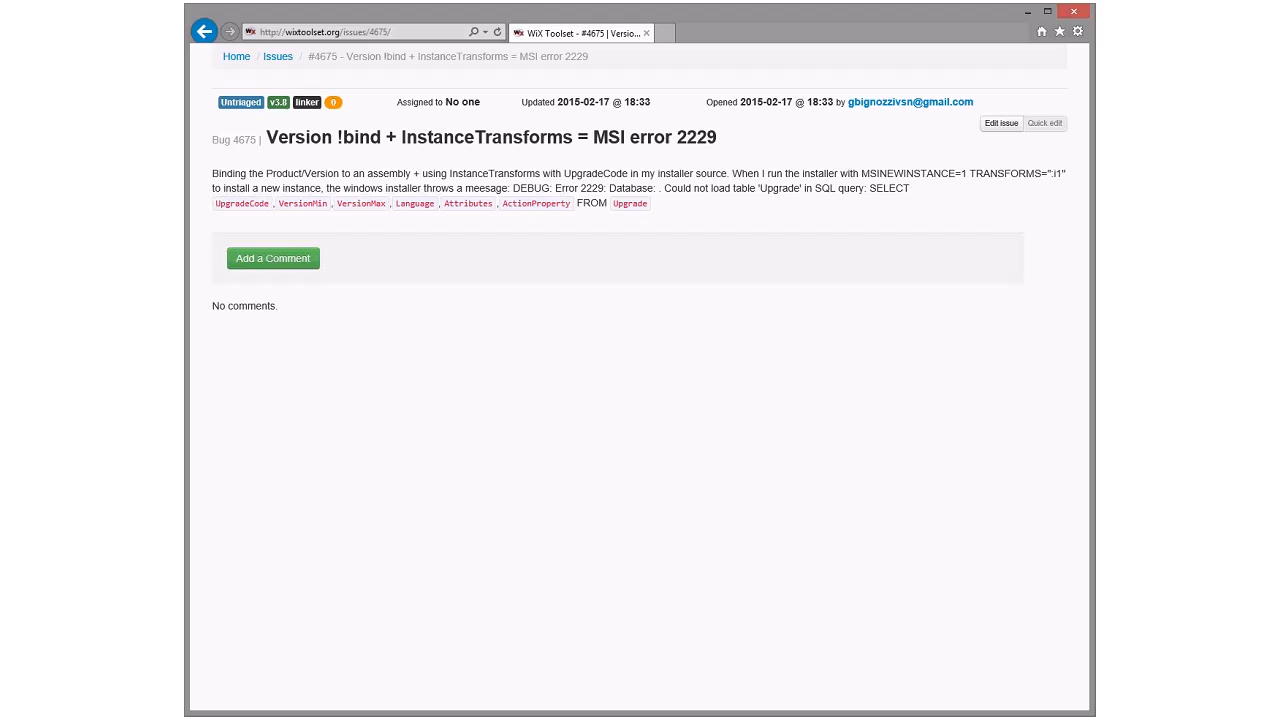 http://wixtoolset.org/issues/4675/
WiX Toolset - #4675 | Versio...
Home / Issues / #4675 - Version !bind + InstanceTransforms = MSI error 2229
Untriaged v3.8 linker 0 Assigned to No one Updated 2015-02-17 @ 18:33 Opened 2015-02-17 @ 18:33 by gbignozzivsn@gmail.com
Edit issue Quick edit
Bug 4675 | Version !bind + InstanceTransforms = MSI error 2229
Binding the Product/Version to an assembly + using InstanceTransforms with UpgradeCode in my installer source. When I run the installer with MSINEWINSTANCE=1 TRANSFORMS=":i1"
to install a new instance, the windows installer throws a meesage: DEBUG: Error 2229: Database: . Could not load table 'Upgrade' in SQL query: SELECT
UpgradeCode , VersionMin , VersionMax , Language , Attributes , ActionProperty FROM Upgrade
Add a Comment
No comments.